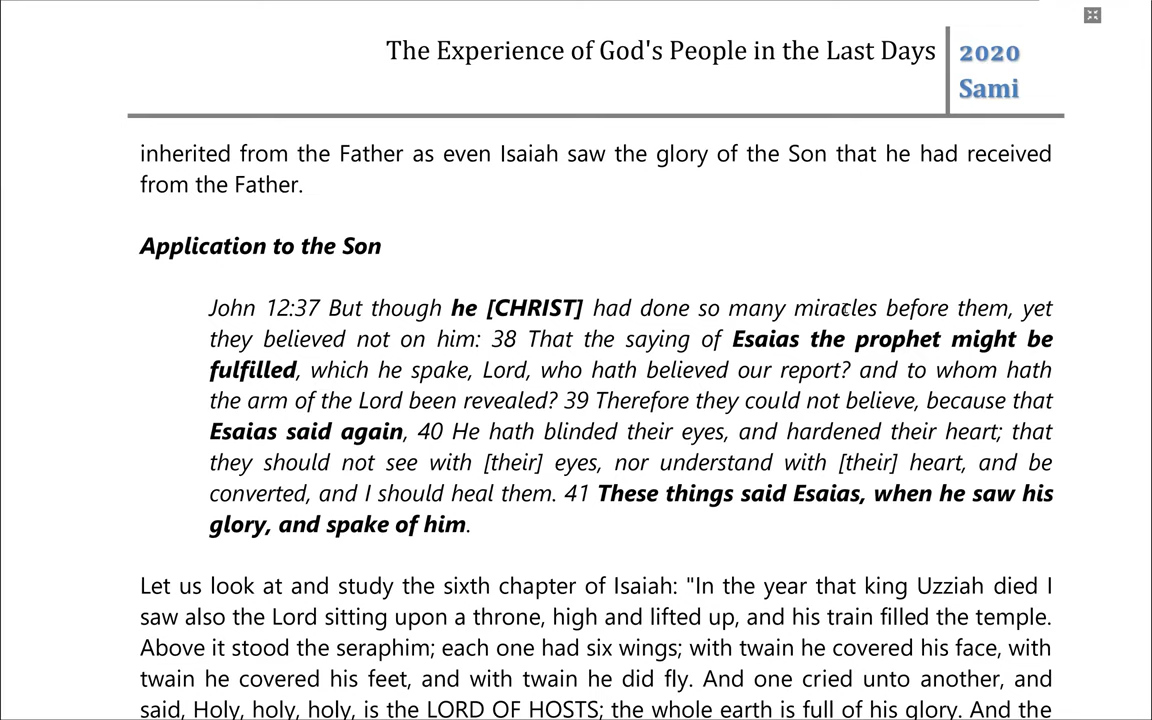 The Experience of God's People in the Last Days
2020
Sami
inherited from the Father as even Isaiah saw the glory of the Son that he had received
from the Father.
Application to the Son
John 12:37 But though he [CHRIST] had done so many miracles before them, yet
they believed not on him: 38 That the saying of Esaias the prophet might be
fulfilled, which he spake, Lord, who hath believed our report? and to whom hath
the arm of the Lord been revealed? 39 Therefore they could not believe, because that
Esaias said again, 40 He hath blinded their eyes, and hardened their heart; that
they should not see with [their] eyes, nor understand with [their] heart, and be
converted, and I should heal them. 41 These things said Esaias, when he saw his
glory, and spake of him.
Let us look at and study the sixth chapter of Isaiah: "In the year that king Uzziah died I
saw also the Lord sitting upon a throne, high and lifted up, and his train filled the temple.
Above it stood the seraphim; each one had six wings; with twain he covered his face, with
twain he covered his feet, and with twain he did fly. And one cried unto another, and
said, Holy, holy, holy, is the LORD OF HOSTS; the whole earth is full of his glory. And the